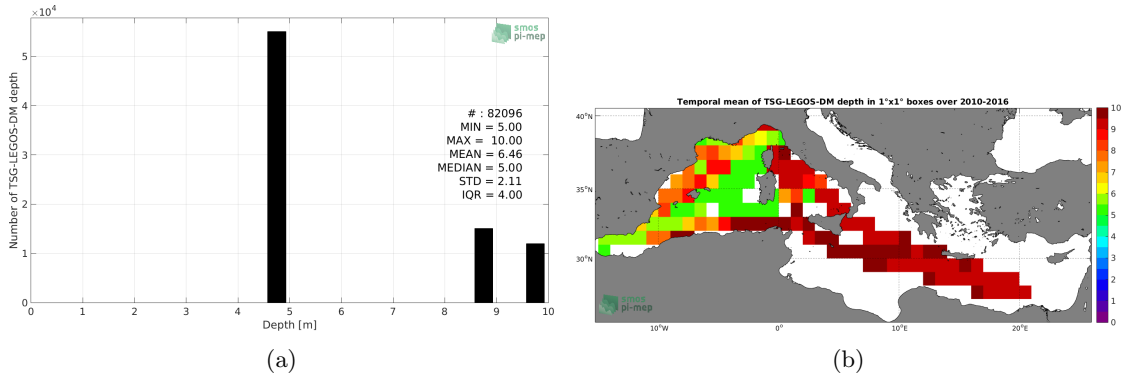 ×10⁴
smos
pi-mep
5
4
3
2
1
0
Number of TSG-LEGOS-DM depth
# : 82096
MIN = 5.00
MAX = 10.00
MEAN = 6.46
MEDIAN = 5.00
STD = 2.11
IQR = 4.00
0 1 2 3 4 5 6 7 8 9 10
Depth [m]
(a)
Temporal mean of TSG-LEGOS-DM depth in 1°x1° boxes over 2010-2016
40°N
35°N
30°N
10°W 0° 10°E 20°E
smos
pi-mep
10
9
8
7
6
5
4
3
2
1
0
(b)